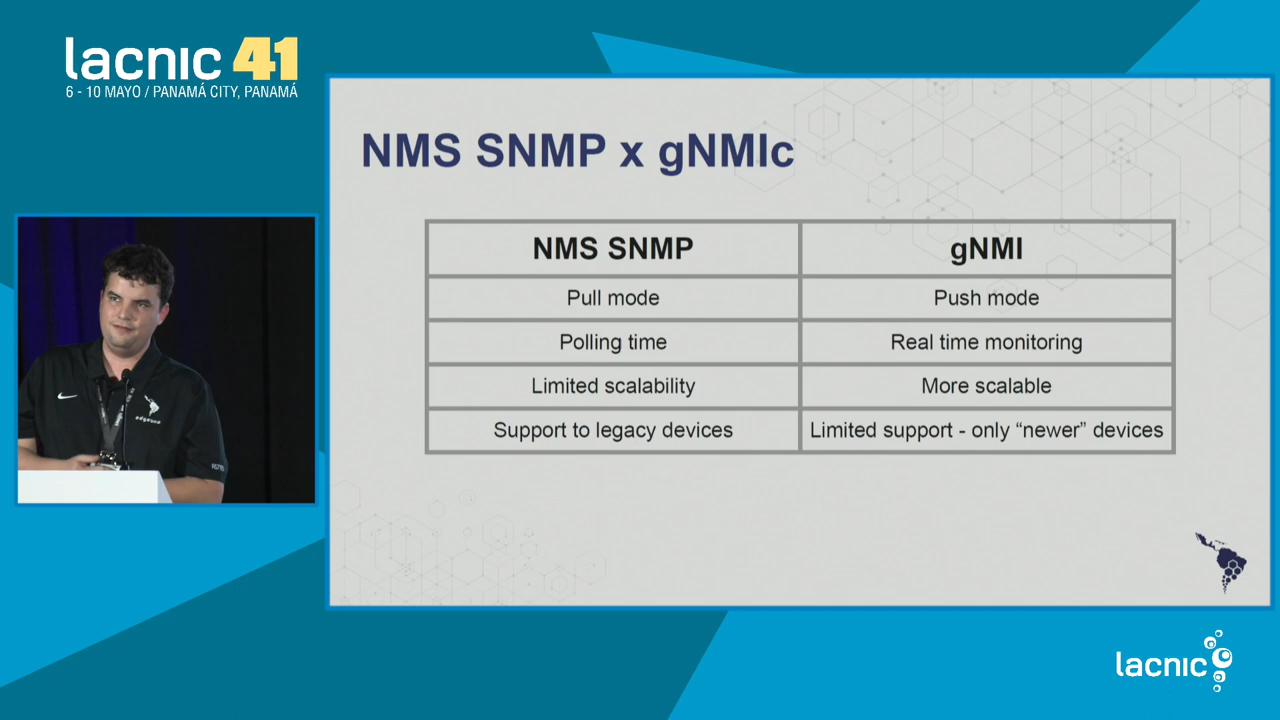 lacnic 41
6 - 10 MAYO / PANAMÁ CITY, PANAMÁ
NMS SNMP x gNMIc
NMS SNMP gNMI
Pull mode Push mode
Polling time Real time monitoring
Limited scalability More scalable
Support to legacy devices Limited support - only “newer” devices
lacnic